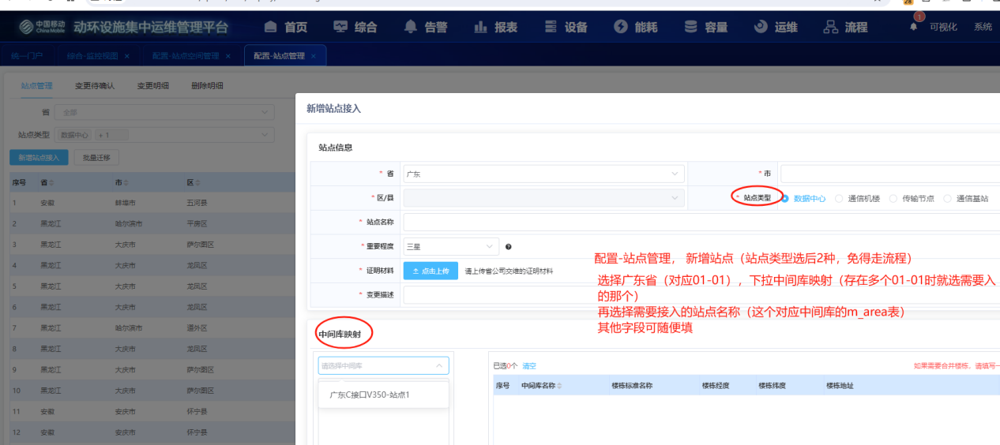 中国移动 China Mobile 动环设施集中运维管理平台 首页 综合 告警 报表 设备 能耗 容量 运维 流程 可视化 系统
28
1
统一门户 综合-监控视图 × 配置-站点空间管理 × 配置-站点管理 ×
站点管理 变更待确认 变更明细 删除明细
省 全部
站点类型 数据中心 + 1
新增站点接入 批量迁移
序号 省 市 区
1 安徽 蚌埠市 五河县
2 黑龙江 哈尔滨市 平房区
3 黑龙江 大庆市 萨尔图区
4 黑龙江 大庆市 龙凤区
5 黑龙江 大庆市 龙凤区
6 黑龙江 大庆市 龙凤区
7 黑龙江 哈尔滨市 道外区
8 黑龙江 大庆市 龙凤区
9 黑龙江 大庆市 萨尔图区
10 黑龙江 大庆市 萨尔图区
11 安徽 安庆市 怀宁县
12 安徽 安庆市 怀宁县
新增站点接入
站点信息
* 省 广东 * 市
* 区/县 * 站点类型 数据中心 通信机楼 传输节点 通信基站
* 站点名称
* 重要程度 三星
* 证明材料 点击上传 请上传省公司交维的证明材料
* 变更描述
配置-站点管理， 新增站点（站点类型选后2种，免得走流程）
选择广东省（对应01-01），下拉中间库映射（存在多个01-01时就选需要入
的那个）
再选择需要接入的站点名称（这个对应中间库的m_area表）
其他字段可随便填
中间库映射
请选择中间库
广东C接口V350-站点1
已选0个 清空 如果需要合并楼栋，请填写一
序号 中间库名称 楼栋标准名称 楼栋经度 楼栋纬度 楼栋地址